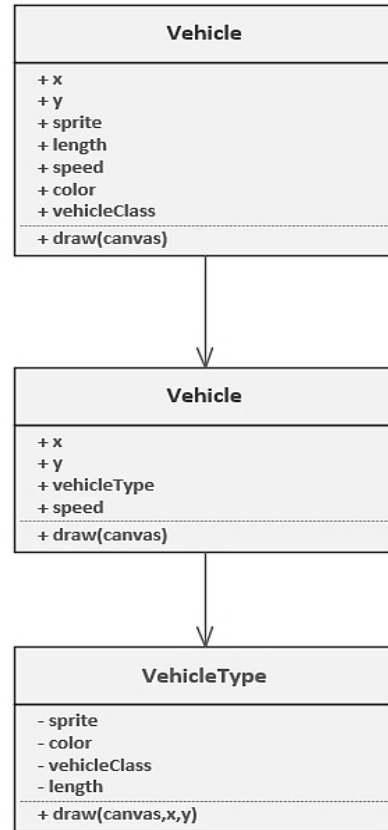 Vehicle
+ x
+ y
+ sprite
+ length
+ speed
+ color
+ vehicleClass
+ draw(canvas)
Vehicle
+ x
+ y
+ vehicleType
+ speed
+ draw(canvas)
VehicleType
- sprite
- color
- vehicleClass
- length
+ draw(canvas,x,y)